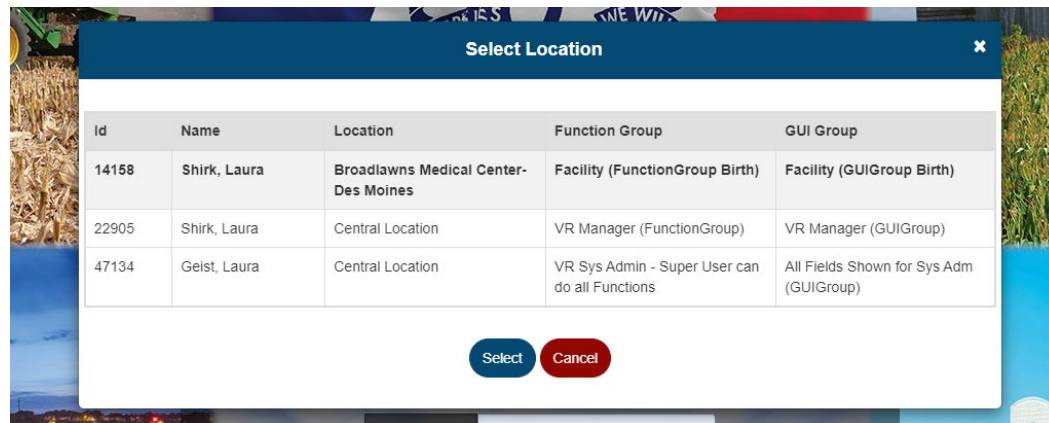 WE WILL
Select Location
Id Name Location Function Group GUI Group
14158 Shirk, Laura Broadlawns Medical Center- Facility (FunctionGroup Birth) Facility (GUIGroup Birth)
Des Moines
22905 Shirk, Laura Central Location VR Manager (FunctionGroup) VR Manager (GUIGroup)
47134 Geist, Laura Central Location VR Sys Admin - Super User can All Fields Shown for Sys Adm
do all Functions (GUIGroup)
Select Cancel